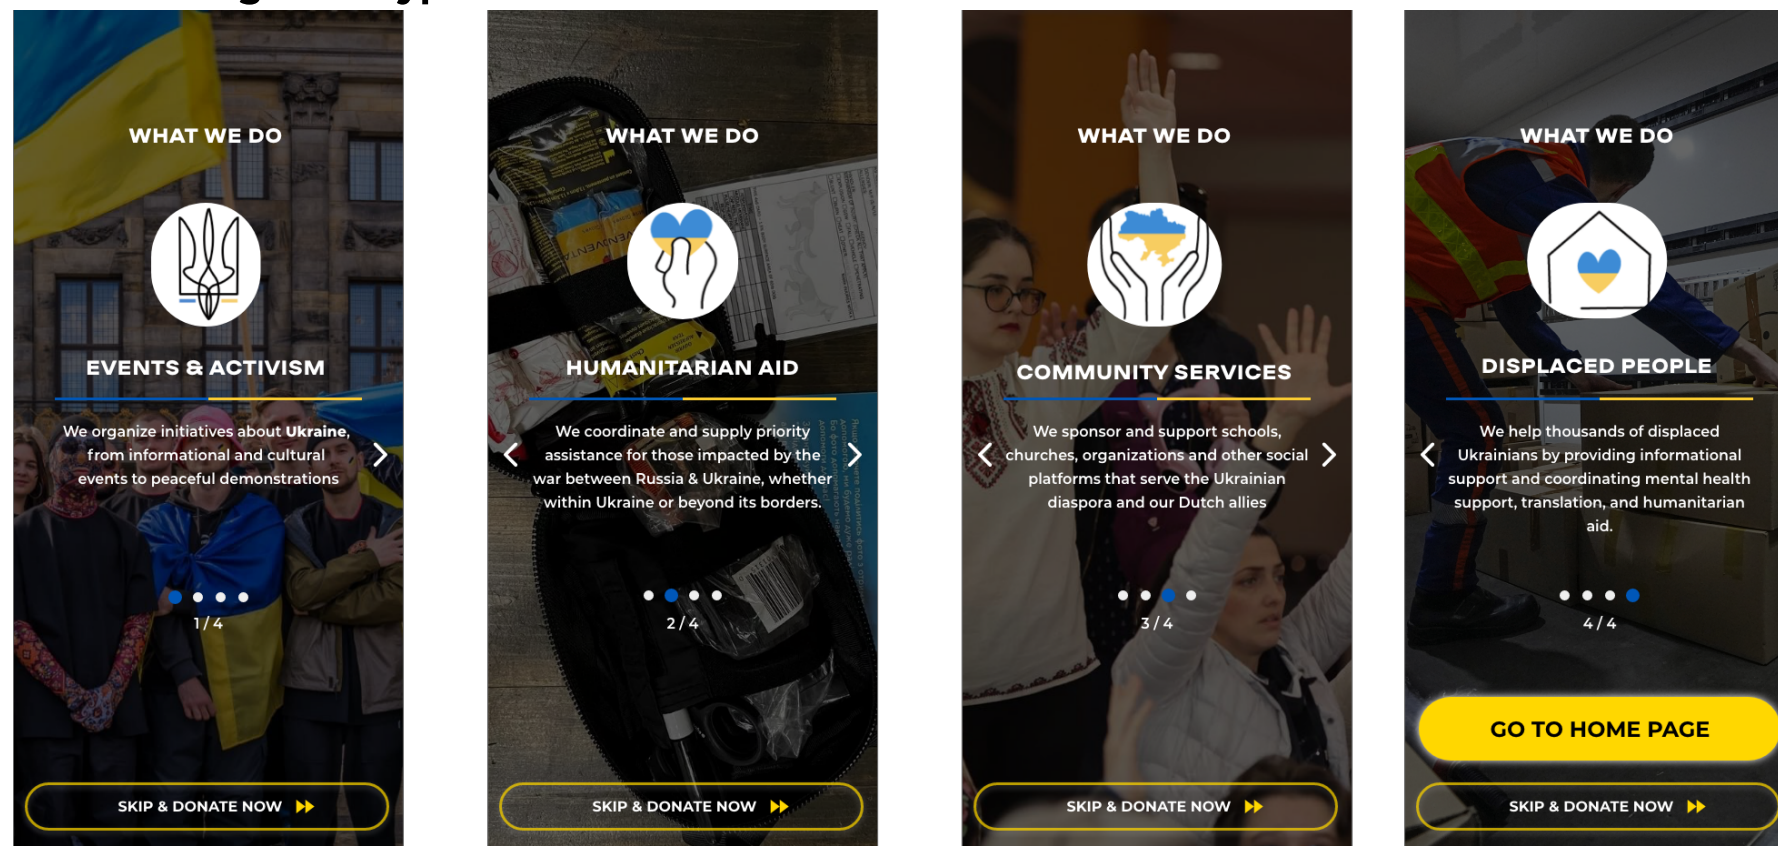 WHAT WE DO
EVENTS & ACTIVISM
We organize initiatives about Ukraine,
from informational and cultural
events to peaceful demonstrations
1 / 4
SKIP & DONATE NOW
WHAT WE DO
HUMANITARIAN AID
We coordinate and supply priority
assistance for those impacted by the
war between Russia & Ukraine, whether
within Ukraine or beyond its borders.
2 / 4
SKIP & DONATE NOW
WHAT WE DO
COMMUNITY SERVICES
We sponsor and support schools,
churches, organizations and other social
platforms that serve the Ukrainian
diaspora and our Dutch allies
3 / 4
SKIP & DONATE NOW
WHAT WE DO
DISPLACED PEOPLE
We help thousands of displaced
Ukrainians by providing informational
support and coordinating mental health
support, translation, and humanitarian
aid.
4 / 4
GO TO HOME PAGE
SKIP & DONATE NOW